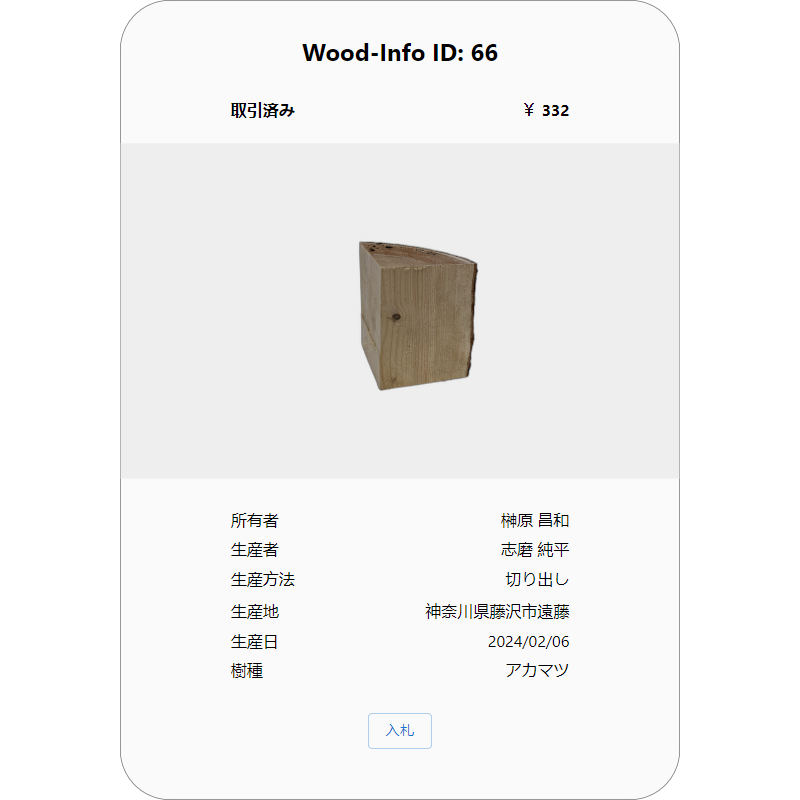 Wood-Info ID: 66
取引済み ￥ 332
所有者 榊原 昌和
生産者 志磨 純平
生産方法 切り出し
生産地 神奈川県藤沢市遠藤
生産日 2024/02/06
樹種 アカマツ
入札